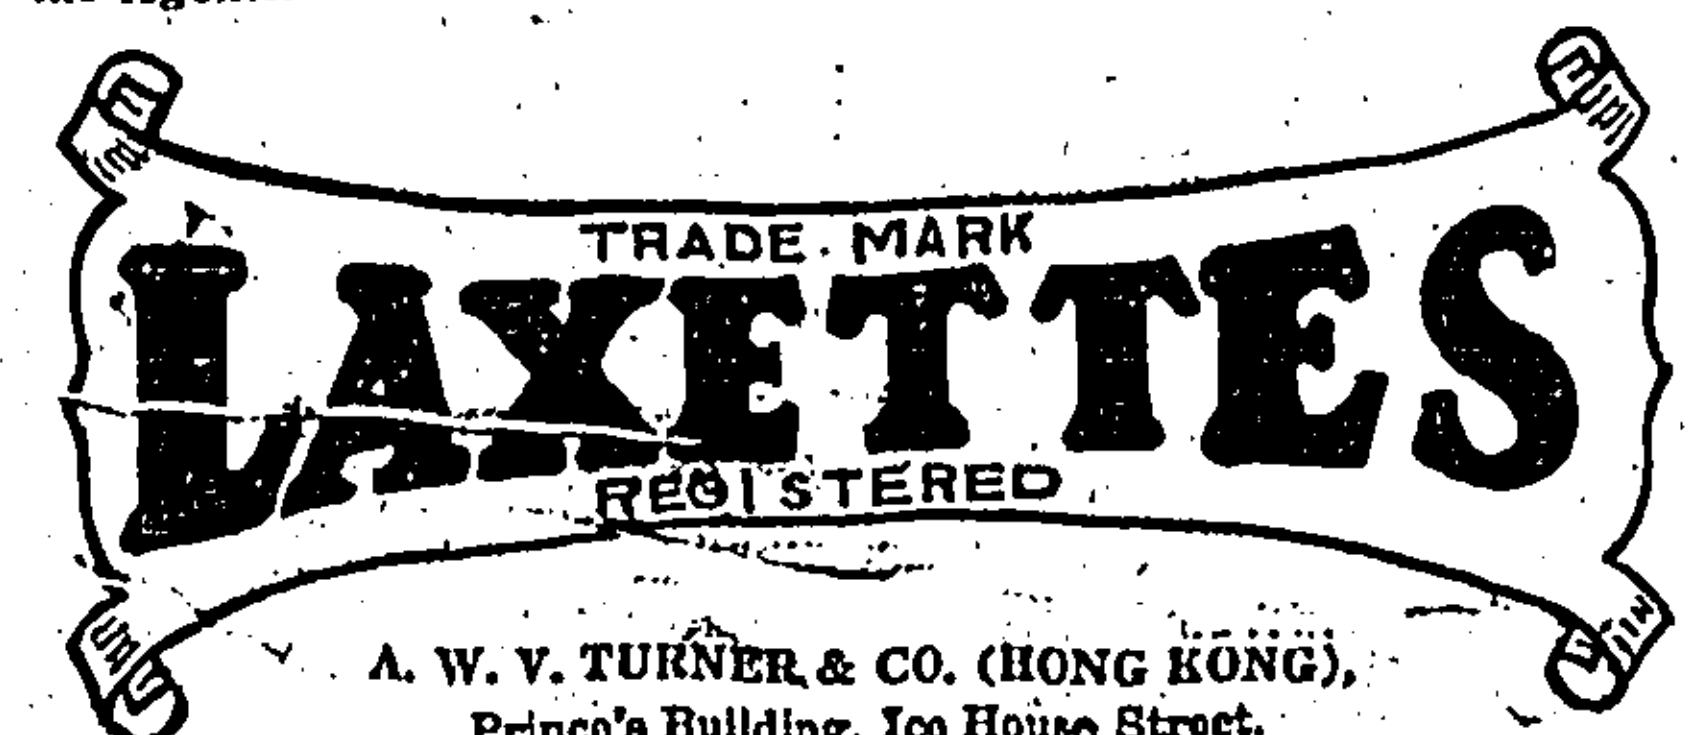 TRADE. MARK
LAXETTES
REGISTERED
A. W. V. TURNER & CO. (HONG KONG),
Prince's Building, Ice House Street.